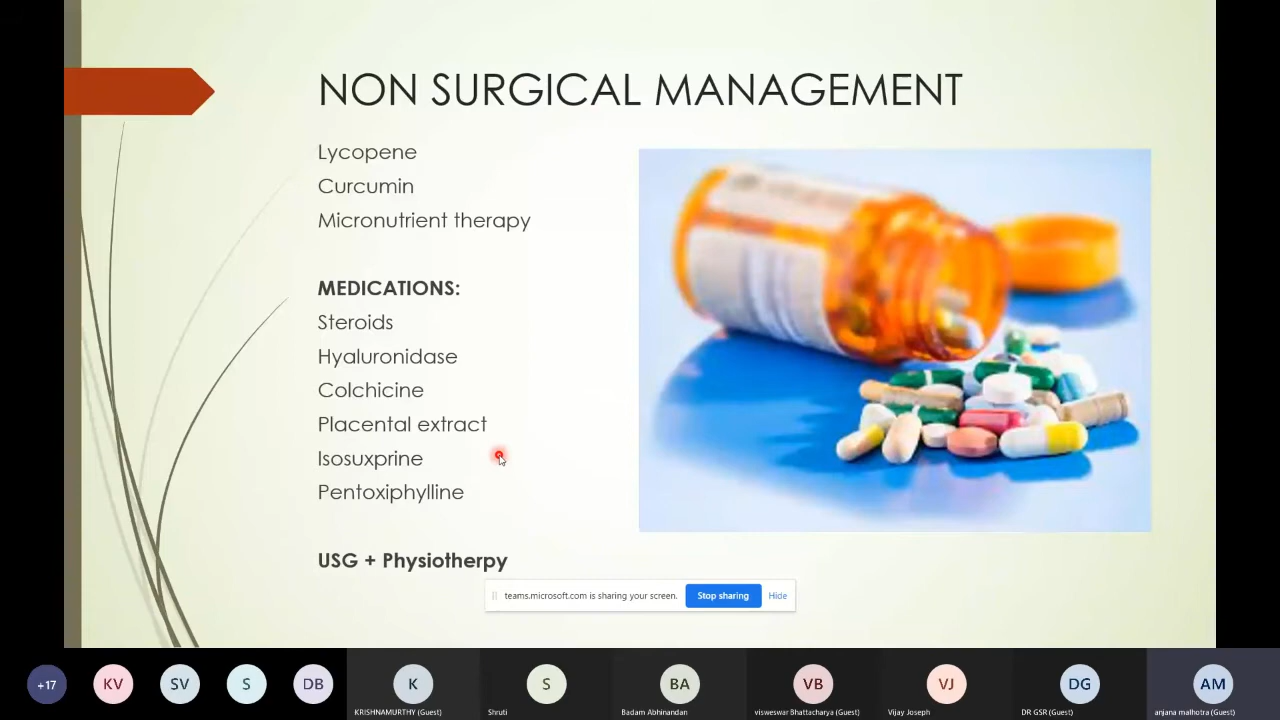 NON SURGICAL MANAGEMENT
Lycopene
Curcumin
Micronutrient therapy
MEDICATIONS:
Steroids
Hyaluronidase
Colchicine
Placental extract
Isosuxprine
Pentoxiphylline
USG + Physiotherpy
teams.microsoft.com is sharing your screen.
Stop sharing
Hide
+17
KV
SV
S
DB
K
S
BA
VB
VJ
DG
AM
KRISHNAMURTHY (Guest)
Shruti
Badam Abhinandan
visweswar Bhattacharya (Guest)
Vijay Joseph
DR GSR (Guest)
anjana malhotra (Guest)